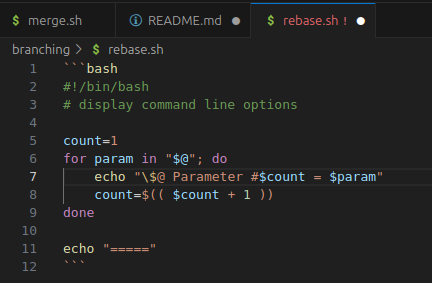 $ merge.sh
ⓘ README.md ●
$ rebase.sh ! ●
branching > $ rebase.sh
1 ```bash
2 #!/bin/bash
3 # display command line options
4
5 count=1
6 for param in "$@"; do
7     echo "\$@ Parameter #$count = $param"
8     count=$(( $count + 1 ))
9 done
10
11 echo "====="
12 ```